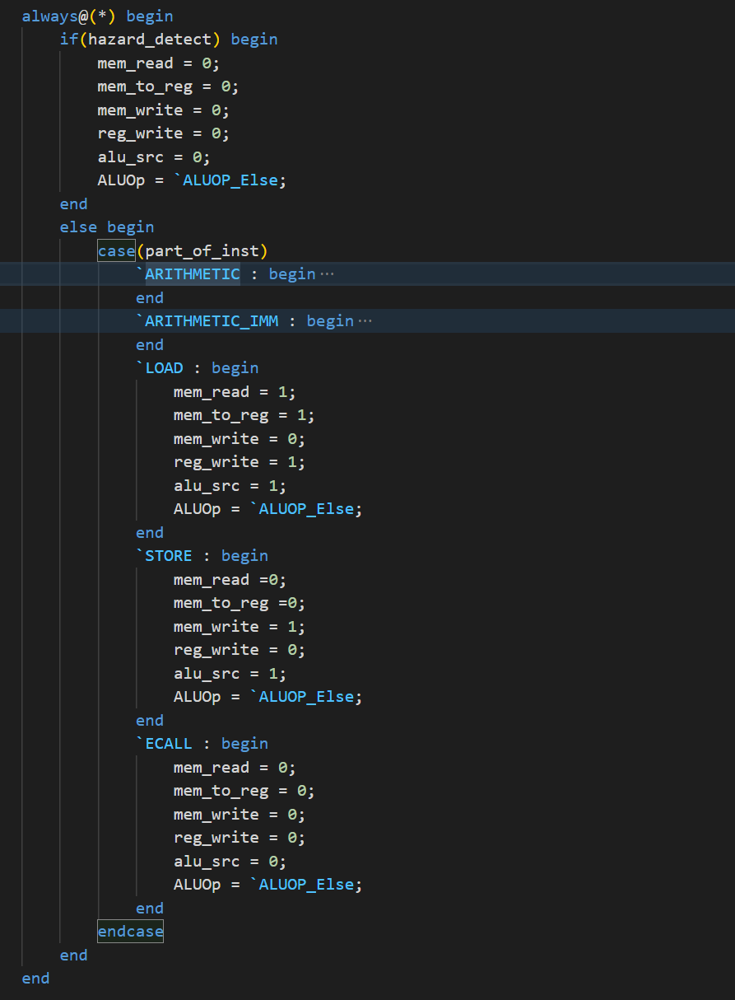 always@(*) begin
    if(hazard_detect) begin
        mem_read = 0;
        mem_to_reg = 0;
        mem_write = 0;
        reg_write = 0;
        alu_src = 0;
        ALUOp = `ALUOP_Else;
    end
    else begin
        case(part_of_inst)
            `ARITHMETIC : begin ···
            end
            `ARITHMETIC_IMM : begin ···
            end
            `LOAD : begin
                mem_read = 1;
                mem_to_reg = 1;
                mem_write = 0;
                reg_write = 1;
                alu_src = 1;
                ALUOp = `ALUOP_Else;
            end
            `STORE : begin
                mem_read =0;
                mem_to_reg =0;
                mem_write = 1;
                reg_write = 0;
                alu_src = 1;
                ALUOp = `ALUOP_Else;
            end
            `ECALL : begin
                mem_read = 0;
                mem_to_reg = 0;
                mem_write = 0;
                reg_write = 0;
                alu_src = 0;
                ALUOp = `ALUOP_Else;
            end
        endcase
    end
end